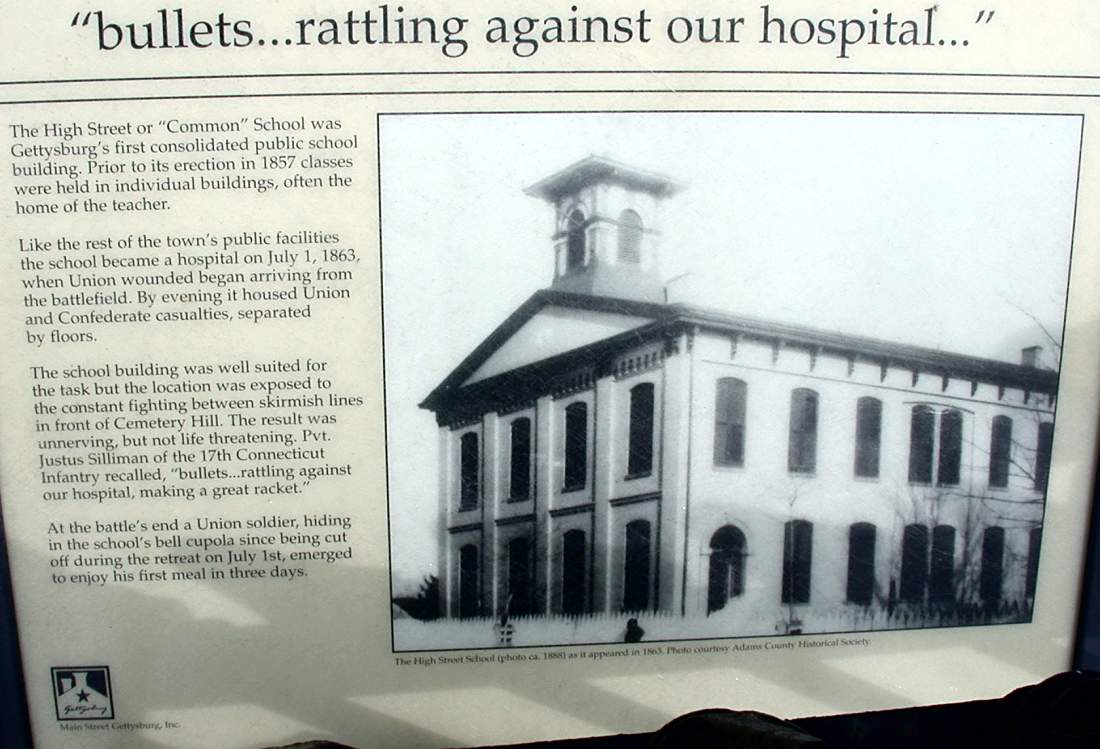 “bullets...rattling against our hospital...”
The High Street or “Common” School was
Gettysburg’s first consolidated public school
building. Prior to its erection in 1857 classes
were held in individual buildings, often the
home of the teacher.
Like the rest of the town’s public facilities
the school became a hospital on July 1, 1863,
when Union wounded began arriving from
the battlefield. By evening it housed Union
and Confederate casualties, separated
by floors.
The school building was well suited for
the task but the location was exposed to
the constant fighting between skirmish lines
in front of Cemetery Hill. The result was
unnerving, but not life threatening. Pvt.
Justus Silliman of the 17th Connecticut
Infantry recalled, “bullets...rattling against
our hospital, making a great racket.”
At the battle’s end a Union soldier, hiding
in the school’s bell cupola since being cut
off during the retreat on July 1st, emerged
to enjoy his first meal in three days.
The High Street School (photo ca. 1888) as it appeared in 1863. Photo courtesy Adams County Historical Society.
Gettysburg
Main Street Gettysburg, Inc.